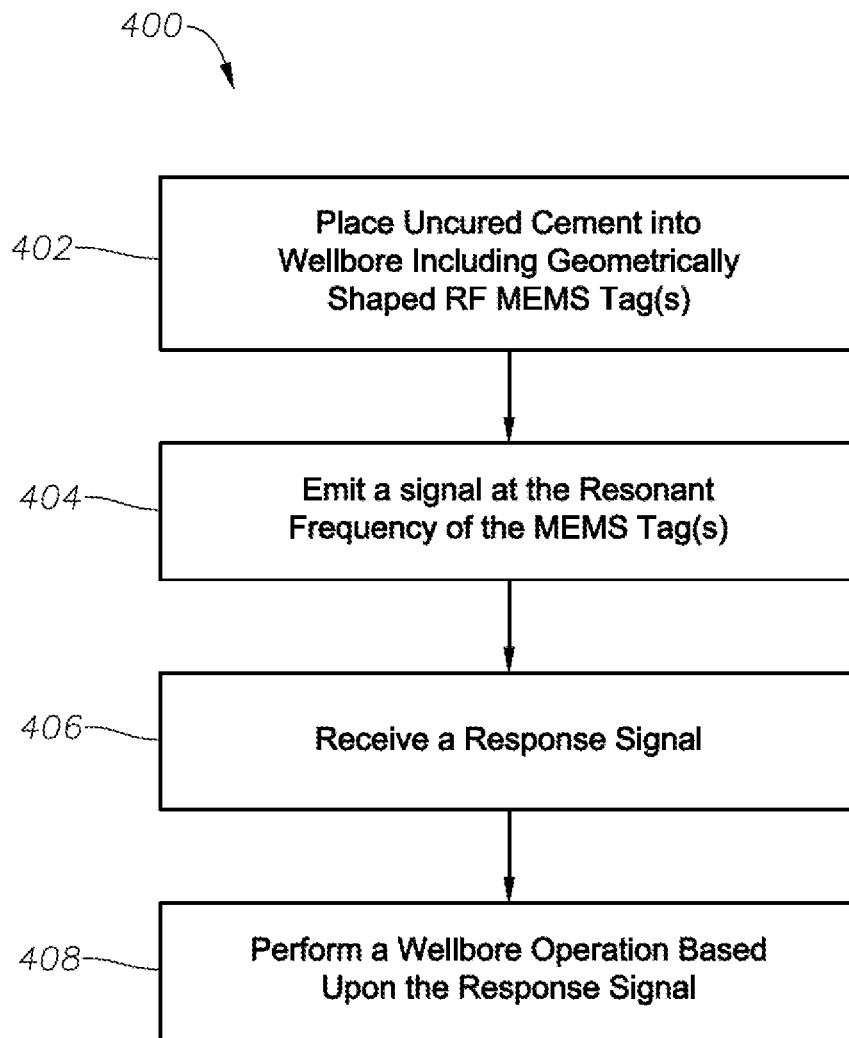 400
402
Place Uncured Cement into
Wellbore Including Geometrically
Shaped RF MEMS Tag(s)
404
Emit a signal at the Resonant
Frequency of the MEMS Tag(s)
406
Receive a Response Signal
408
Perform a Wellbore Operation Based
Upon the Response Signal